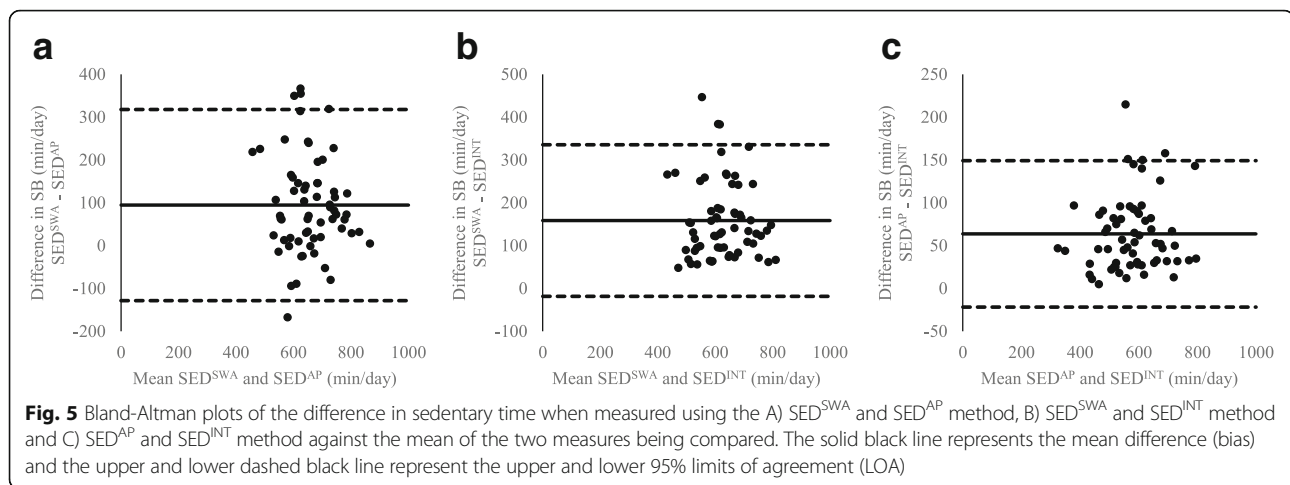 a
b
c
Difference in SB (min/day)
SED^SWA - SED^AP
400
300
200
100
0
-100
-200
0 200 400 600 800 1000
Mean SED^SWA and SED^AP (min/day)
Difference in SB (min/day)
SED^SWA - SED^INT
500
400
300
200
100
0
-100
0 200 400 600 800 1000
Mean SED^SWA and SED^INT (min/day)
Difference in SB (min/day)
SED^AP - SED^INT
250
200
150
100
50
0
-50
0 200 400 600 800 1000
Mean SED^AP and SED^INT (min/day)
Fig. 5 Bland-Altman plots of the difference in sedentary time when measured using the A) SED^SWA and SED^AP method, B) SED^SWA and SED^INT method
and C) SED^AP and SED^INT method against the mean of the two measures being compared. The solid black line represents the mean difference (bias)
and the upper and lower dashed black line represent the upper and lower 95% limits of agreement (LOA)